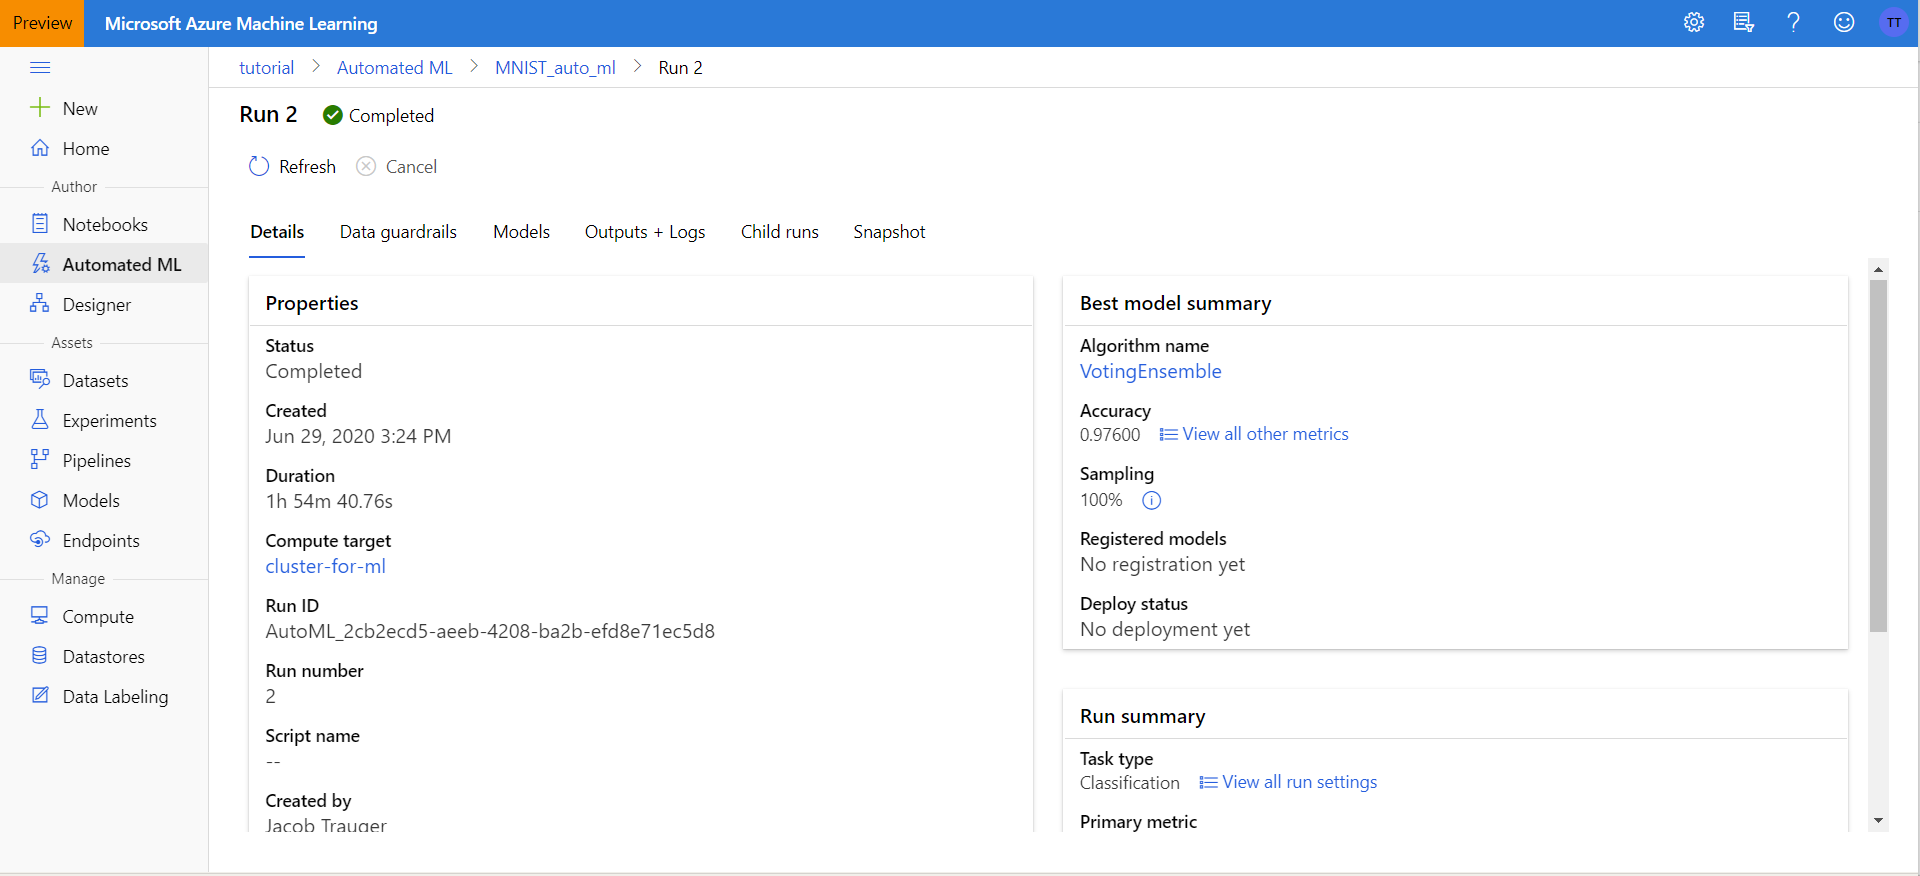 Preview
Microsoft Azure Machine Learning
TT
tutorial > Automated ML > MNIST_auto_ml > Run 2
New
Home
Author
Notebooks
Automated ML
Designer
Assets
Datasets
Experiments
Pipelines
Models
Endpoints
Manage
Compute
Datastores
Data Labeling
Run 2 Completed
Refresh Cancel
Details Data guardrails Models Outputs + Logs Child runs Snapshot
Properties
Status
Completed
Created
Jun 29, 2020 3:24 PM
Duration
1h 54m 40.76s
Compute target
cluster-for-ml
Run ID
AutoML_2cb2ecd5-aeeb-4208-ba2b-efd8e71ec5d8
Run number
2
Script name
--
Created by
Jacob Trauger
Best model summary
Algorithm name
VotingEnsemble
Accuracy
0.97600 View all other metrics
Sampling
100%
Registered models
No registration yet
Deploy status
No deployment yet
Run summary
Task type
Classification View all run settings
Primary metric